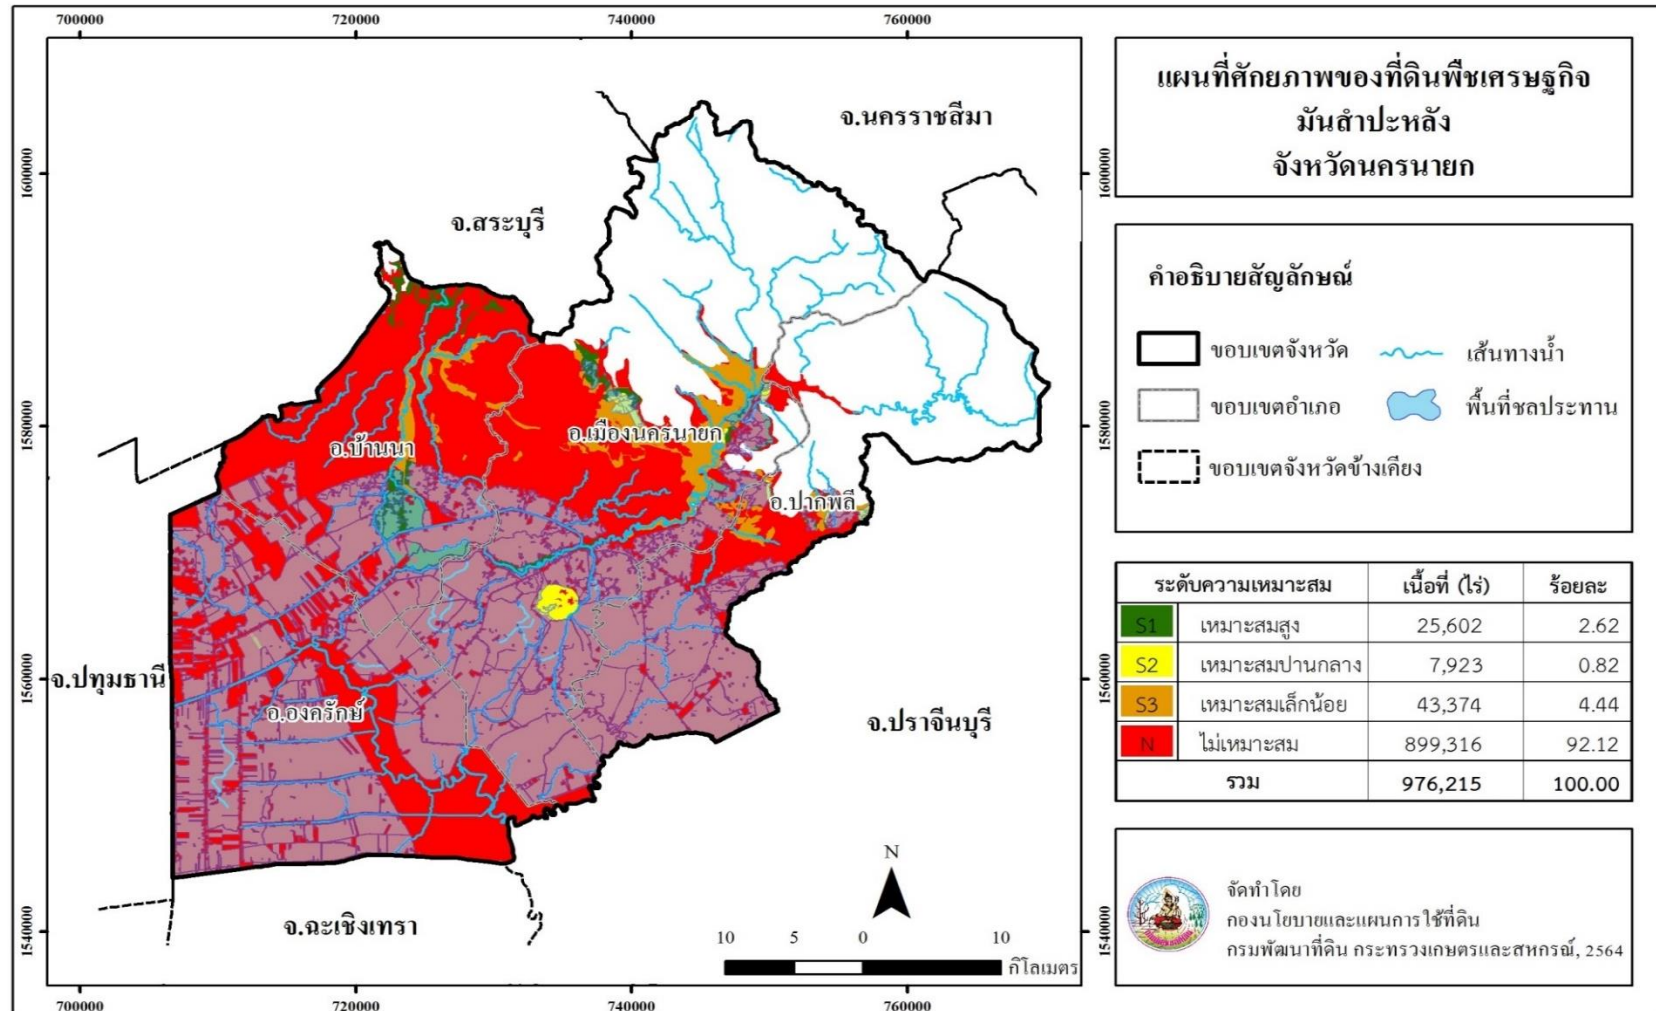 700000 720000 740000 760000
แผนที่ศักยภาพของที่ดินพืชเศรษฐกิจ
มันสำปะหลัง
จังหวัดนครนายก
จ.นครราชสีมา
1600000 1600000
จ.สระบุรี
คำอธิบายสัญลักษณ์
ขอบเขตจังหวัด เส้นทางน้ำ
ขอบเขตอำเภอ พื้นที่ชลประทาน
ขอบเขตจังหวัดข้างเคียง
1580000 1580000
อ.เมืองนครนายก
อ.บ้านนา
อ.ปากพลี
ระดับความเหมาะสม เนื้อที่ (ไร่) ร้อยละ
S1 เหมาะสมสูง 25,602 2.62
S2 เหมาะสมปานกลาง 7,923 0.82
S3 เหมาะสมเล็กน้อย 43,374 4.44
N ไม่เหมาะสม 899,316 92.12
รวม 976,215 100.00
จ.ปทุมธานี
1560000 1560000
อ.องครักษ์
จ.ปราจีนบุรี
N
จ.ฉะเชิงเทรา
1540000 1540000
10 5 0 10
กิโลเมตร
จัดทำโดย
กองนโยบายและแผนการใช้ที่ดิน
กรมพัฒนาที่ดิน กระทรวงเกษตรและสหกรณ์, 2564
700000 720000 740000 760000